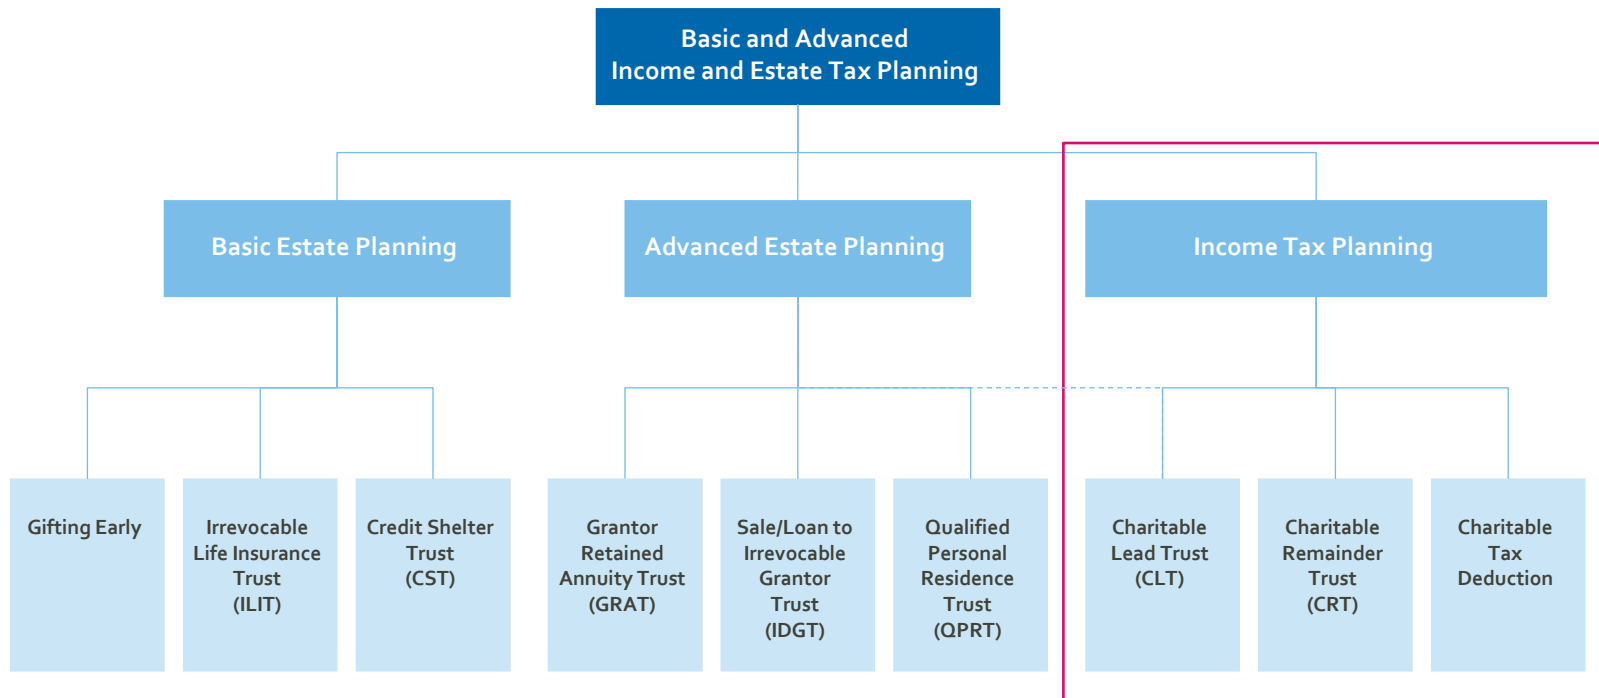 Basic and Advanced
Income and Estate Tax Planning
Basic Estate Planning
Advanced Estate Planning
Income Tax Planning
Gifting Early
Irrevocable
Life Insurance
Trust
(ILIT)
Credit Shelter
Trust
(CST)
Grantor
Retained
Annuity Trust
(GRAT)
Sale/Loan to
Irrevocable
Grantor
Trust
(IDGT)
Qualified
Personal
Residence
Trust
(QPRT)
Charitable
Lead Trust
(CLT)
Charitable
Remainder
Trust
(CRT)
Charitable
Tax
Deduction